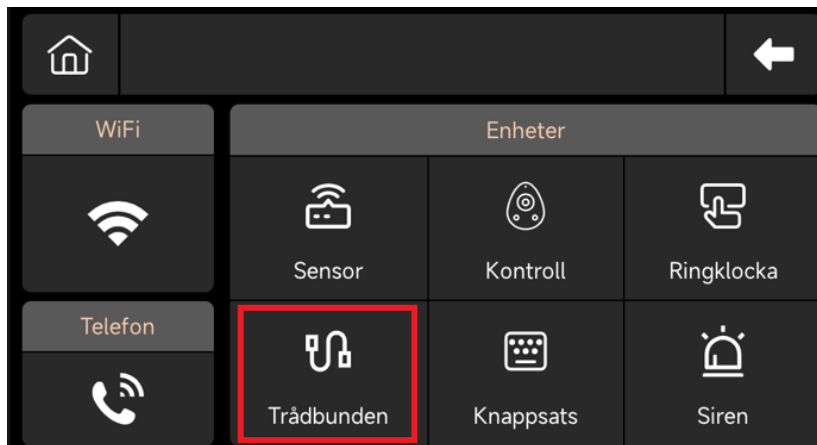 WiFi
Enheter
Sensor
Kontroll
Ringklocka
Telefon
Trådbunden
Knappsats
Siren